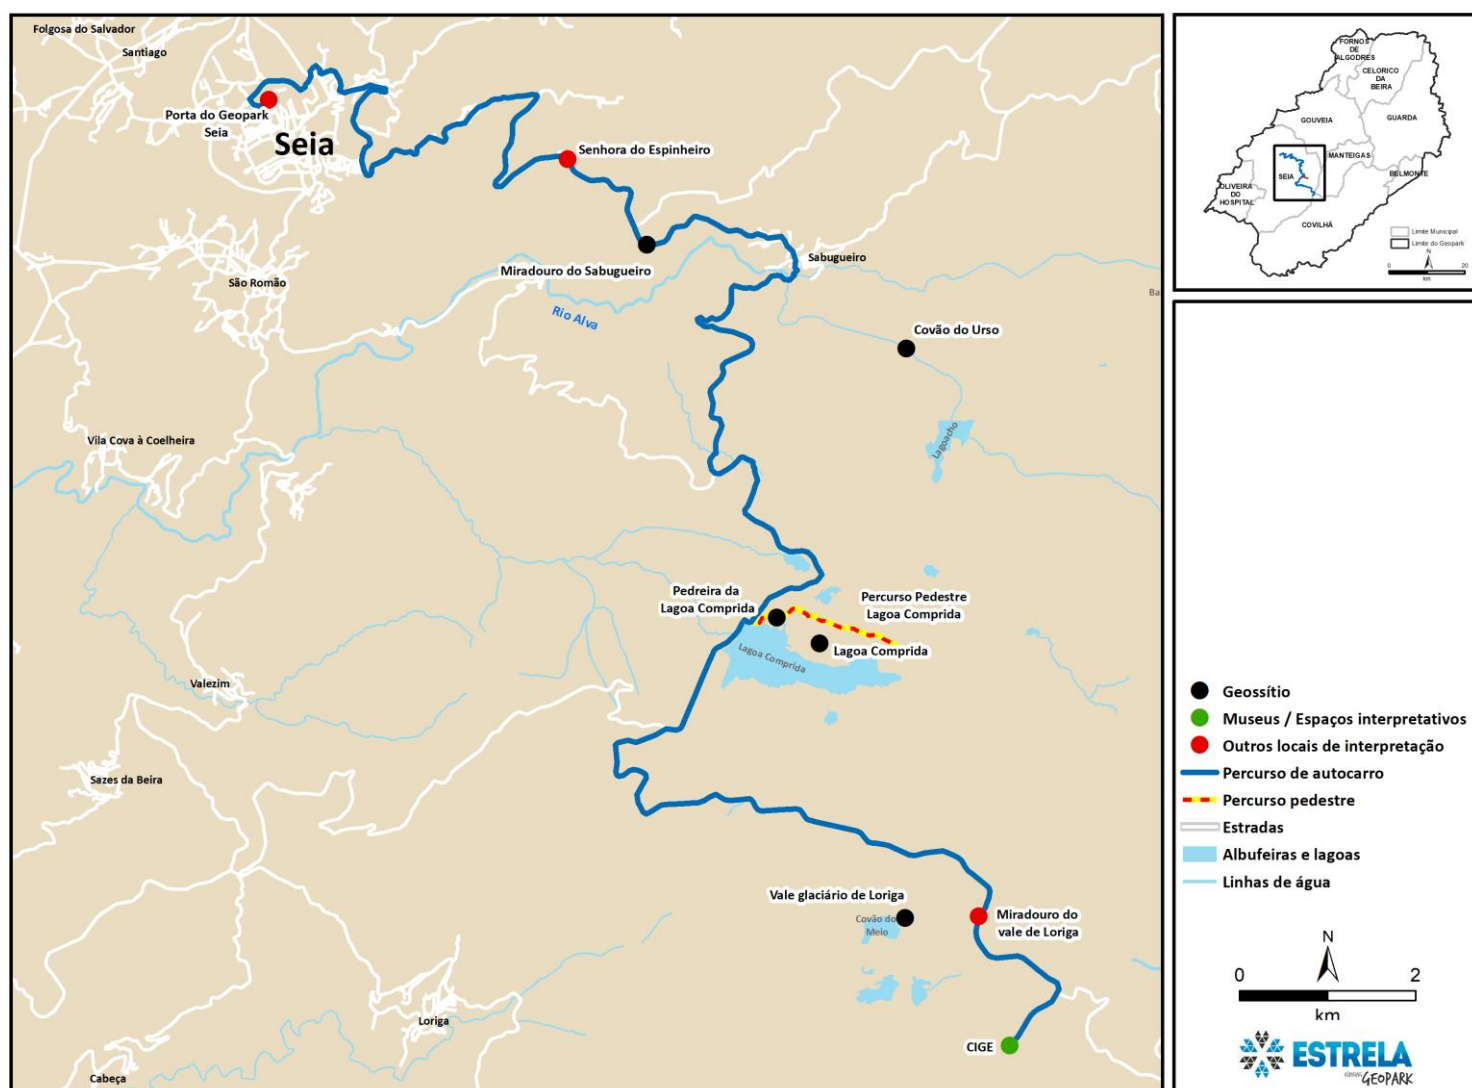 Folgosa do Salvador
Santiago
Porta do Geopark
Seia
Seia
Senhora do Espinheiro
Miradouro do Sabugueiro
Sabugueiro
São Romão
Rio Alva
Ba
Covão do Urso
Lagoacho
Vila Cova à Coelheira
Pedreira da
Lagoa Comprida
Percurso Pedestre
Lagoa Comprida
Lagoa Comprida
Lagoa Comprida
Valezim
Sazes da Beira
Vale glaciário de Loriga
Covão do
Meio
Miradouro do
vale de Loriga
Loriga
CIGE
Cabeça
FORNOS
DE
ALGODRES
CELORICO
DA
BEIRA
GOUVEIA
GUARDA
MANTEIGAS
SEIA
BELMONTE
OLIVEIRA
DO
HOSPITAL
COVILHÃ
Limite Municipal
Limite do Geopark
N
0 20
km
Geossítio
Museus / Espaços interpretativos
Outros locais de interpretação
Percurso de autocarro
Percurso pedestre
Estradas
Albufeiras e lagoas
Linhas de água
N
0 2
km
ESTRELA
GEOPARK